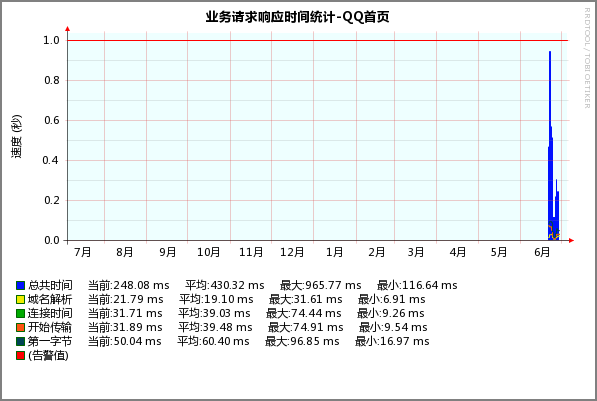 业务请求响应时间统计-QQ首页
RRDTOOL / TOBI OETIKER
速度 (秒)
1.0
0.8
0.6
0.4
0.2
0.0
7月 8月 9月 10月 11月 12月 1月 2月 3月 4月 5月 6月
总共时间 当前:248.08 ms 平均:430.32 ms 最大:965.77 ms 最小:116.64 ms
域名解析 当前:21.79 ms 平均:19.10 ms 最大:31.61 ms 最小:6.91 ms
连接时间 当前:31.71 ms 平均:39.03 ms 最大:74.44 ms 最小:9.26 ms
开始传输 当前:31.89 ms 平均:39.48 ms 最大:74.91 ms 最小:9.54 ms
第一字节 当前:50.04 ms 平均:60.40 ms 最大:96.85 ms 最小:16.97 ms
(告警值)